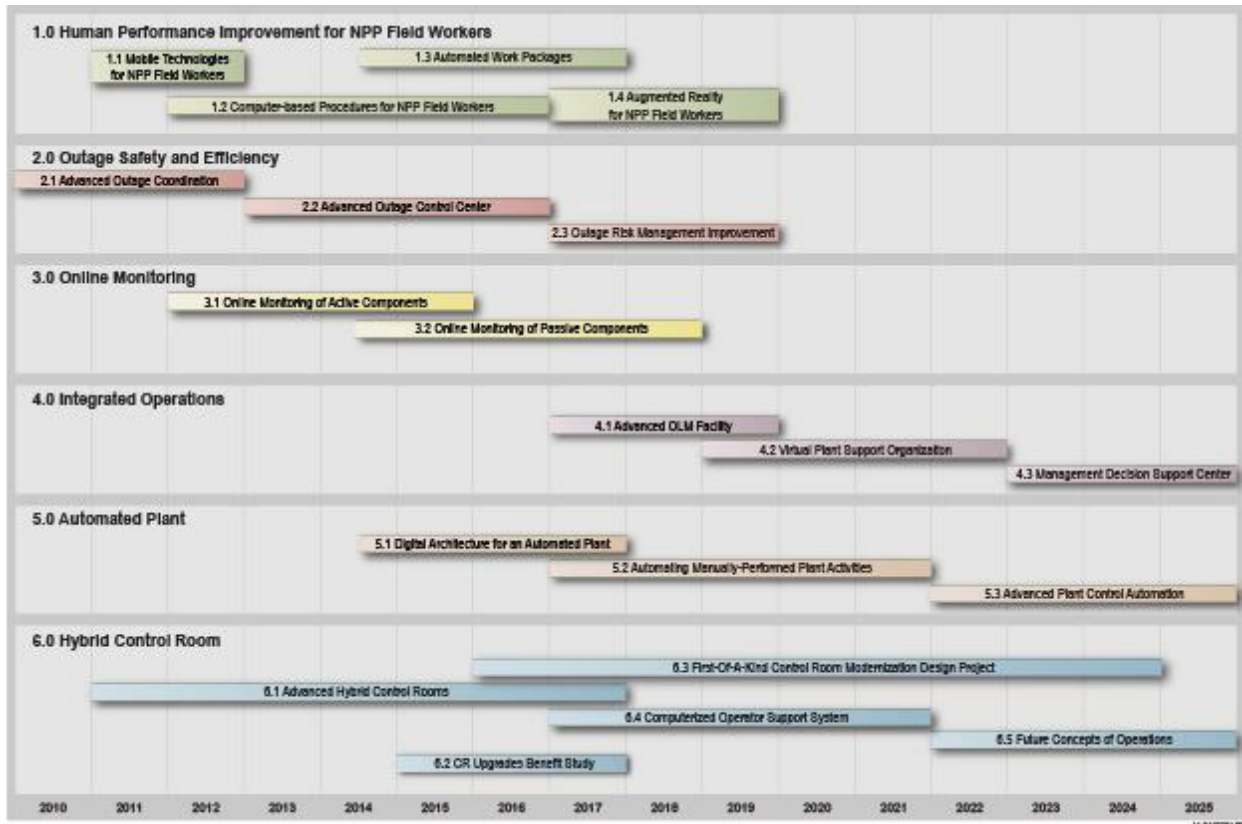 1.0 Human Performance Improvement for NPP Field Workers
1.1 Mobile Technologies
for NPP Field Workers
1.3 Automated Work Packages
1.2 Computer-based Procedures for NPP Field Workers
1.4 Augmented Reality
for NPP Field Workers
2.0 Outage Safety and Efficiency
2.1 Advanced Outage Coordination
2.2 Advanced Outage Control Center
2.3 Outage Risk Management Improvement
3.0 Online Monitoring
3.1 Online Monitoring of Active Components
3.2 Online Monitoring of Passive Components
4.0 Integrated Operations
4.1 Advanced OLM Facility
4.2 Virtual Plant Support Organization
4.3 Management Decision Support Center
5.0 Automated Plant
5.1 Digital Architecture for an Automated Plant
5.2 Automating Manually-Performed Plant Activities
5.3 Advanced Plant Control Automation
6.0 Hybrid Control Room
6.3 First-Of-A-Kind Control Room Modernization Design Project
6.1 Advanced Hybrid Control Rooms
6.4 Computerized Operator Support System
6.5 Future Concepts of Operations
6.2 CR Upgrades Benefit Study
2010 2011 2012 2013 2014 2015 2016 2017 2018 2019 2020 2021 2022 2023 2024 2025